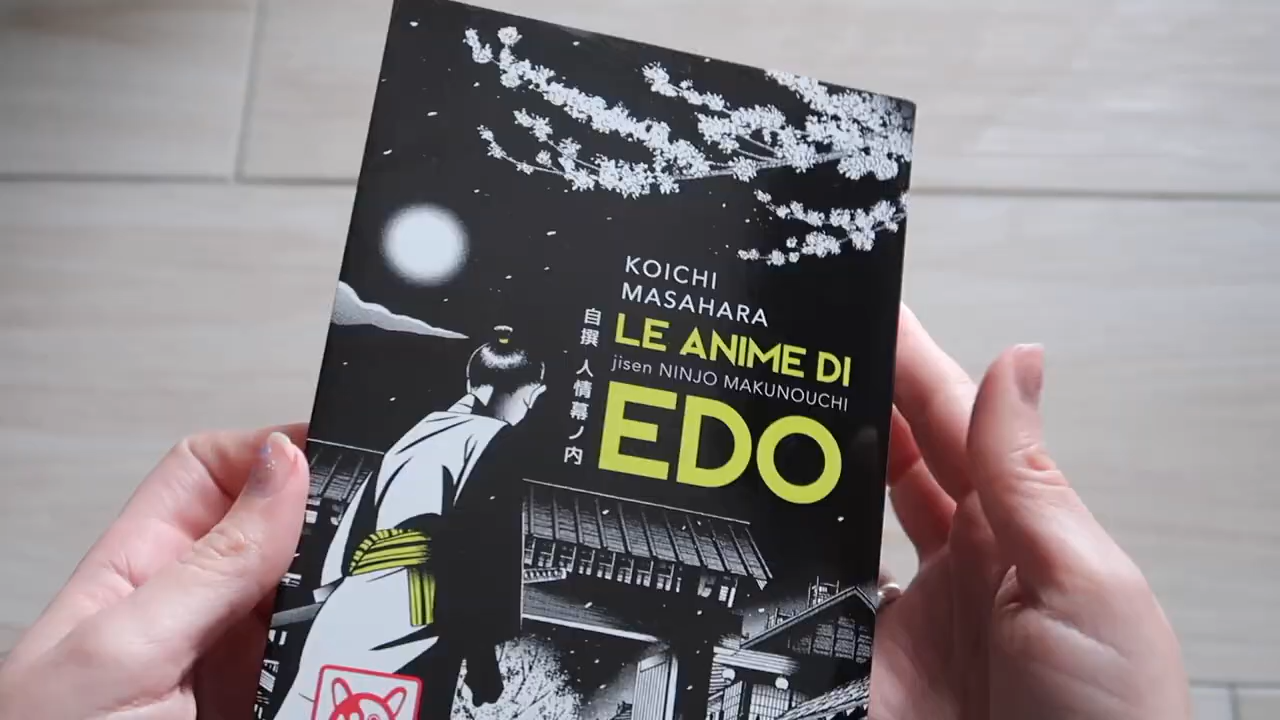 KOICHI
MASAHARA
LE ANIME DI
jisen NINJO MAKUNOUCHI
EDO
自撰 人情幕ノ内